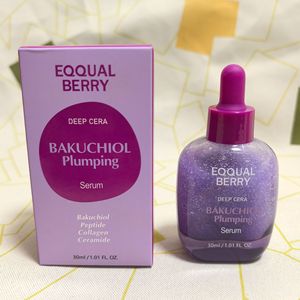 EQQUAL
BERRY
DEEP CERA
BAKUCHIOL
Plumping
Serum
Bakuchiol
Peptide
Collagen
Ceramide
30ml / 1.01 FL. OZ.
EQQUAL
BERRY
DEEP CERA
BAKUCHIOL
Plumping
Serum
30ml / 1.01 FL. OZ.